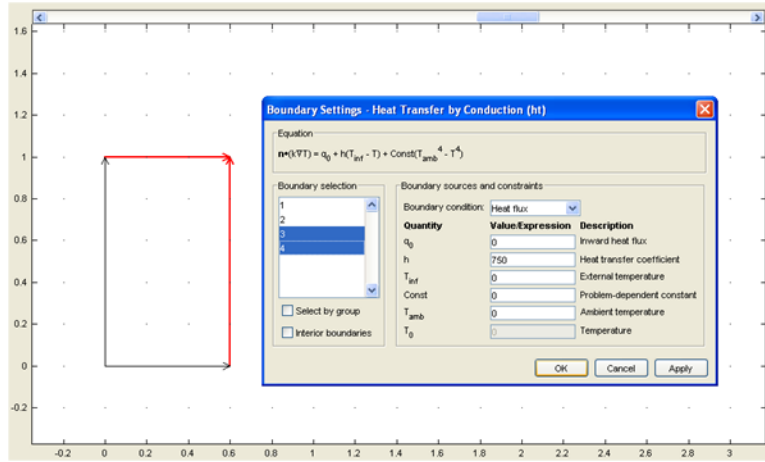 1.6
1.4
1.2
1
0.8
0.6
0.4
0.2
0
-0.2
-0.2 0 0.2 0.4 0.6 0.8 1 1.2 1.4 1.6 1.8 2 2.2 2.4 2.6 2.8 3
Boundary Settings - Heat Transfer by Conduction (ht)
Equation
n•(k∇T) = q0 + h(Tinf - T) + Const(Tamb^4 - T^4)
Boundary selection
1
2
3
4
Select by group
Interior boundaries
Boundary sources and constraints
Boundary condition: Heat flux
Quantity Value/Expression Description
q0 0 Inward heat flux
h 750 Heat transfer coefficient
Tinf 0 External temperature
Const 0 Problem-dependent constant
Tamb 0 Ambient temperature
T0 0 Temperature
OK Cancel Apply